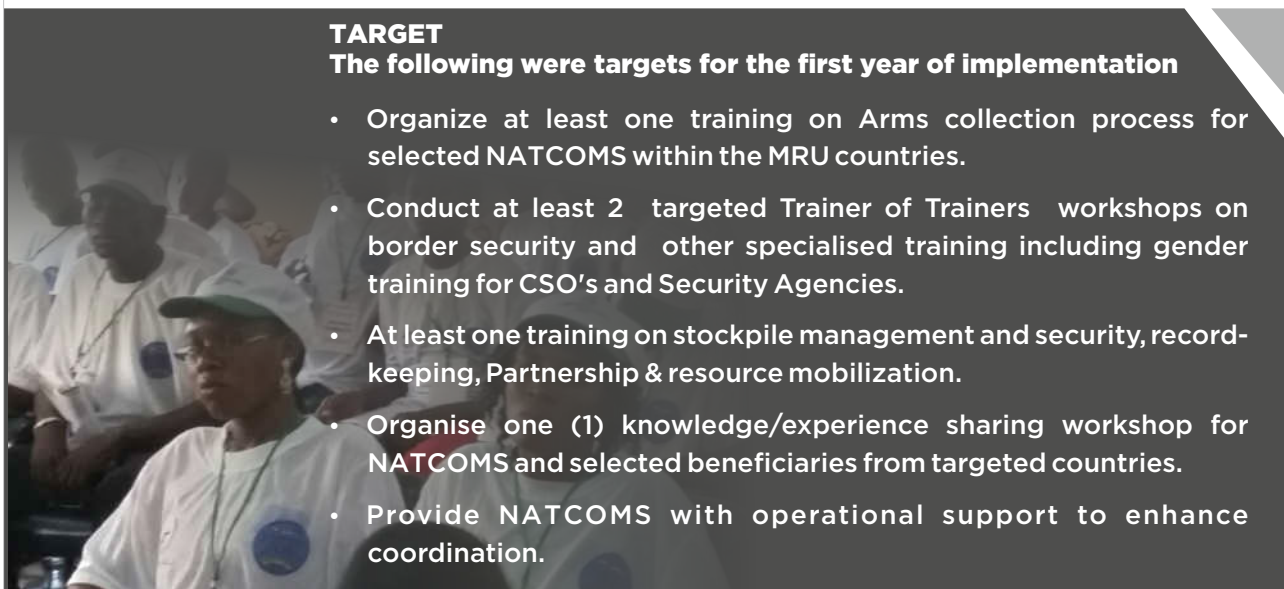 TARGET
The following were targets for the first year of implementation
• Organize at least one training on Arms collection process for
selected NATCOMS within the MRU countries.
• Conduct at least 2 targeted Trainer of Trainers workshops on
border security and other specialised training including gender
training for CSO's and Security Agencies.
• At least one training on stockpile management and security, record-
keeping, Partnership & resource mobilization.
• Organise one (1) knowledge/experience sharing workshop for
NATCOMS and selected beneficiaries from targeted countries.
• Provide NATCOMS with operational support to enhance
coordination.